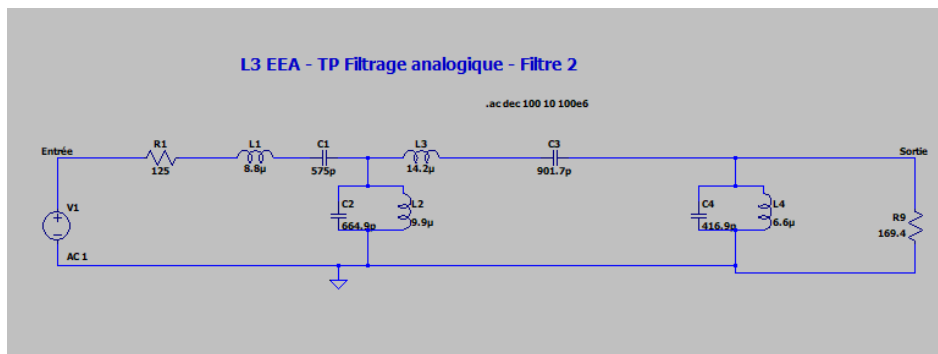 L3 EEA - TP Filtrage analogique - Filtre 2
.ac dec 100 10 100e6
Entrée
R1
L1
C1
L3
C3
Sortie
125
8.8µ
575p
14.2µ
901.7p
V1
C2
L2
C4
L4
664.9p
9.9µ
416.9p
6.6µ
R9
169.4
AC 1